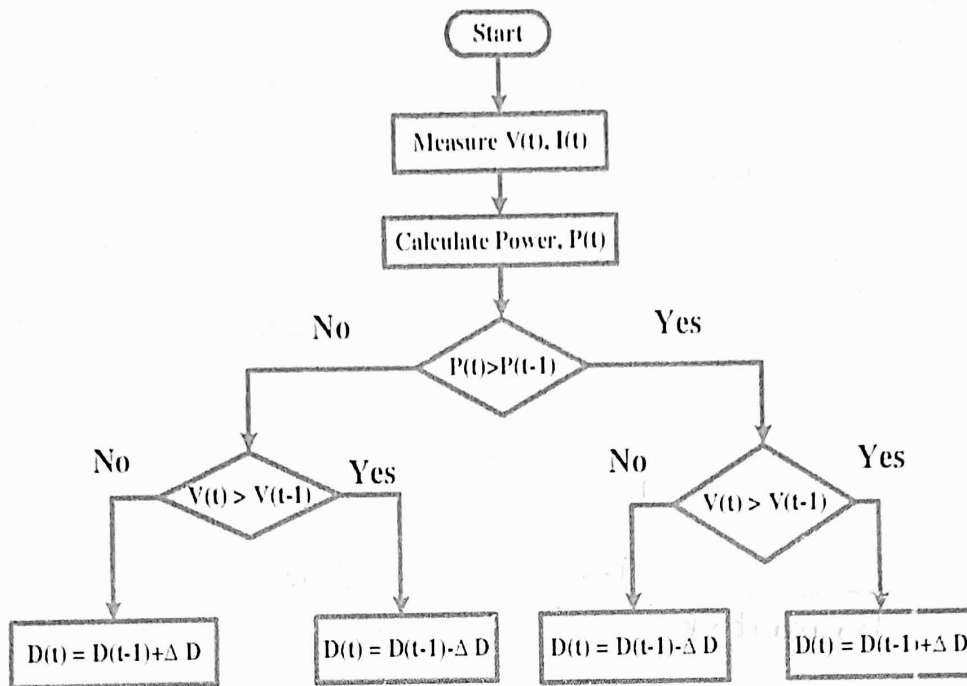 Start
Measure V(t), I(t)
Calculate Power, P(t)
No
Yes
P(t)>P(t-1)
No
Yes
No
Yes
V(t) > V(t-1)
V(t) > V(t-1)
D(t) = D(t-1)+Δ D
D(t) = D(t-1)-Δ D
D(t) = D(t-1)-Δ D
D(t) = D(t-1)+Δ D